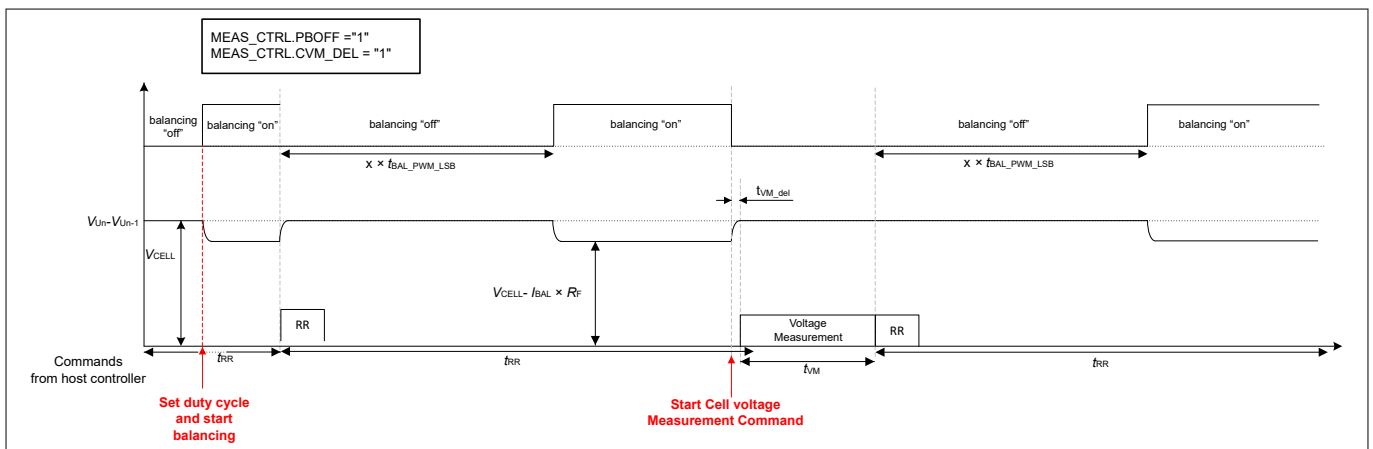 MEAS_CTRL.PBOFF ="1"
MEAS_CTRL.CVM_DEL = "1"
balancing
"off"
balancing "on"
balancing "off"
balancing "on"
balancing "off"
balancing "on"
x × tBAL_PWM_LSB
x × tBAL_PWM_LSB
tVM_del
VUn-VUn-1
VCELL
VCELL- IBAL × RF
RR
Voltage
Measurement
RR
Commands
from host controller
tRR
tRR
tVM
tRR
Set duty cycle
and start
balancing
Start Cell voltage
Measurement Command